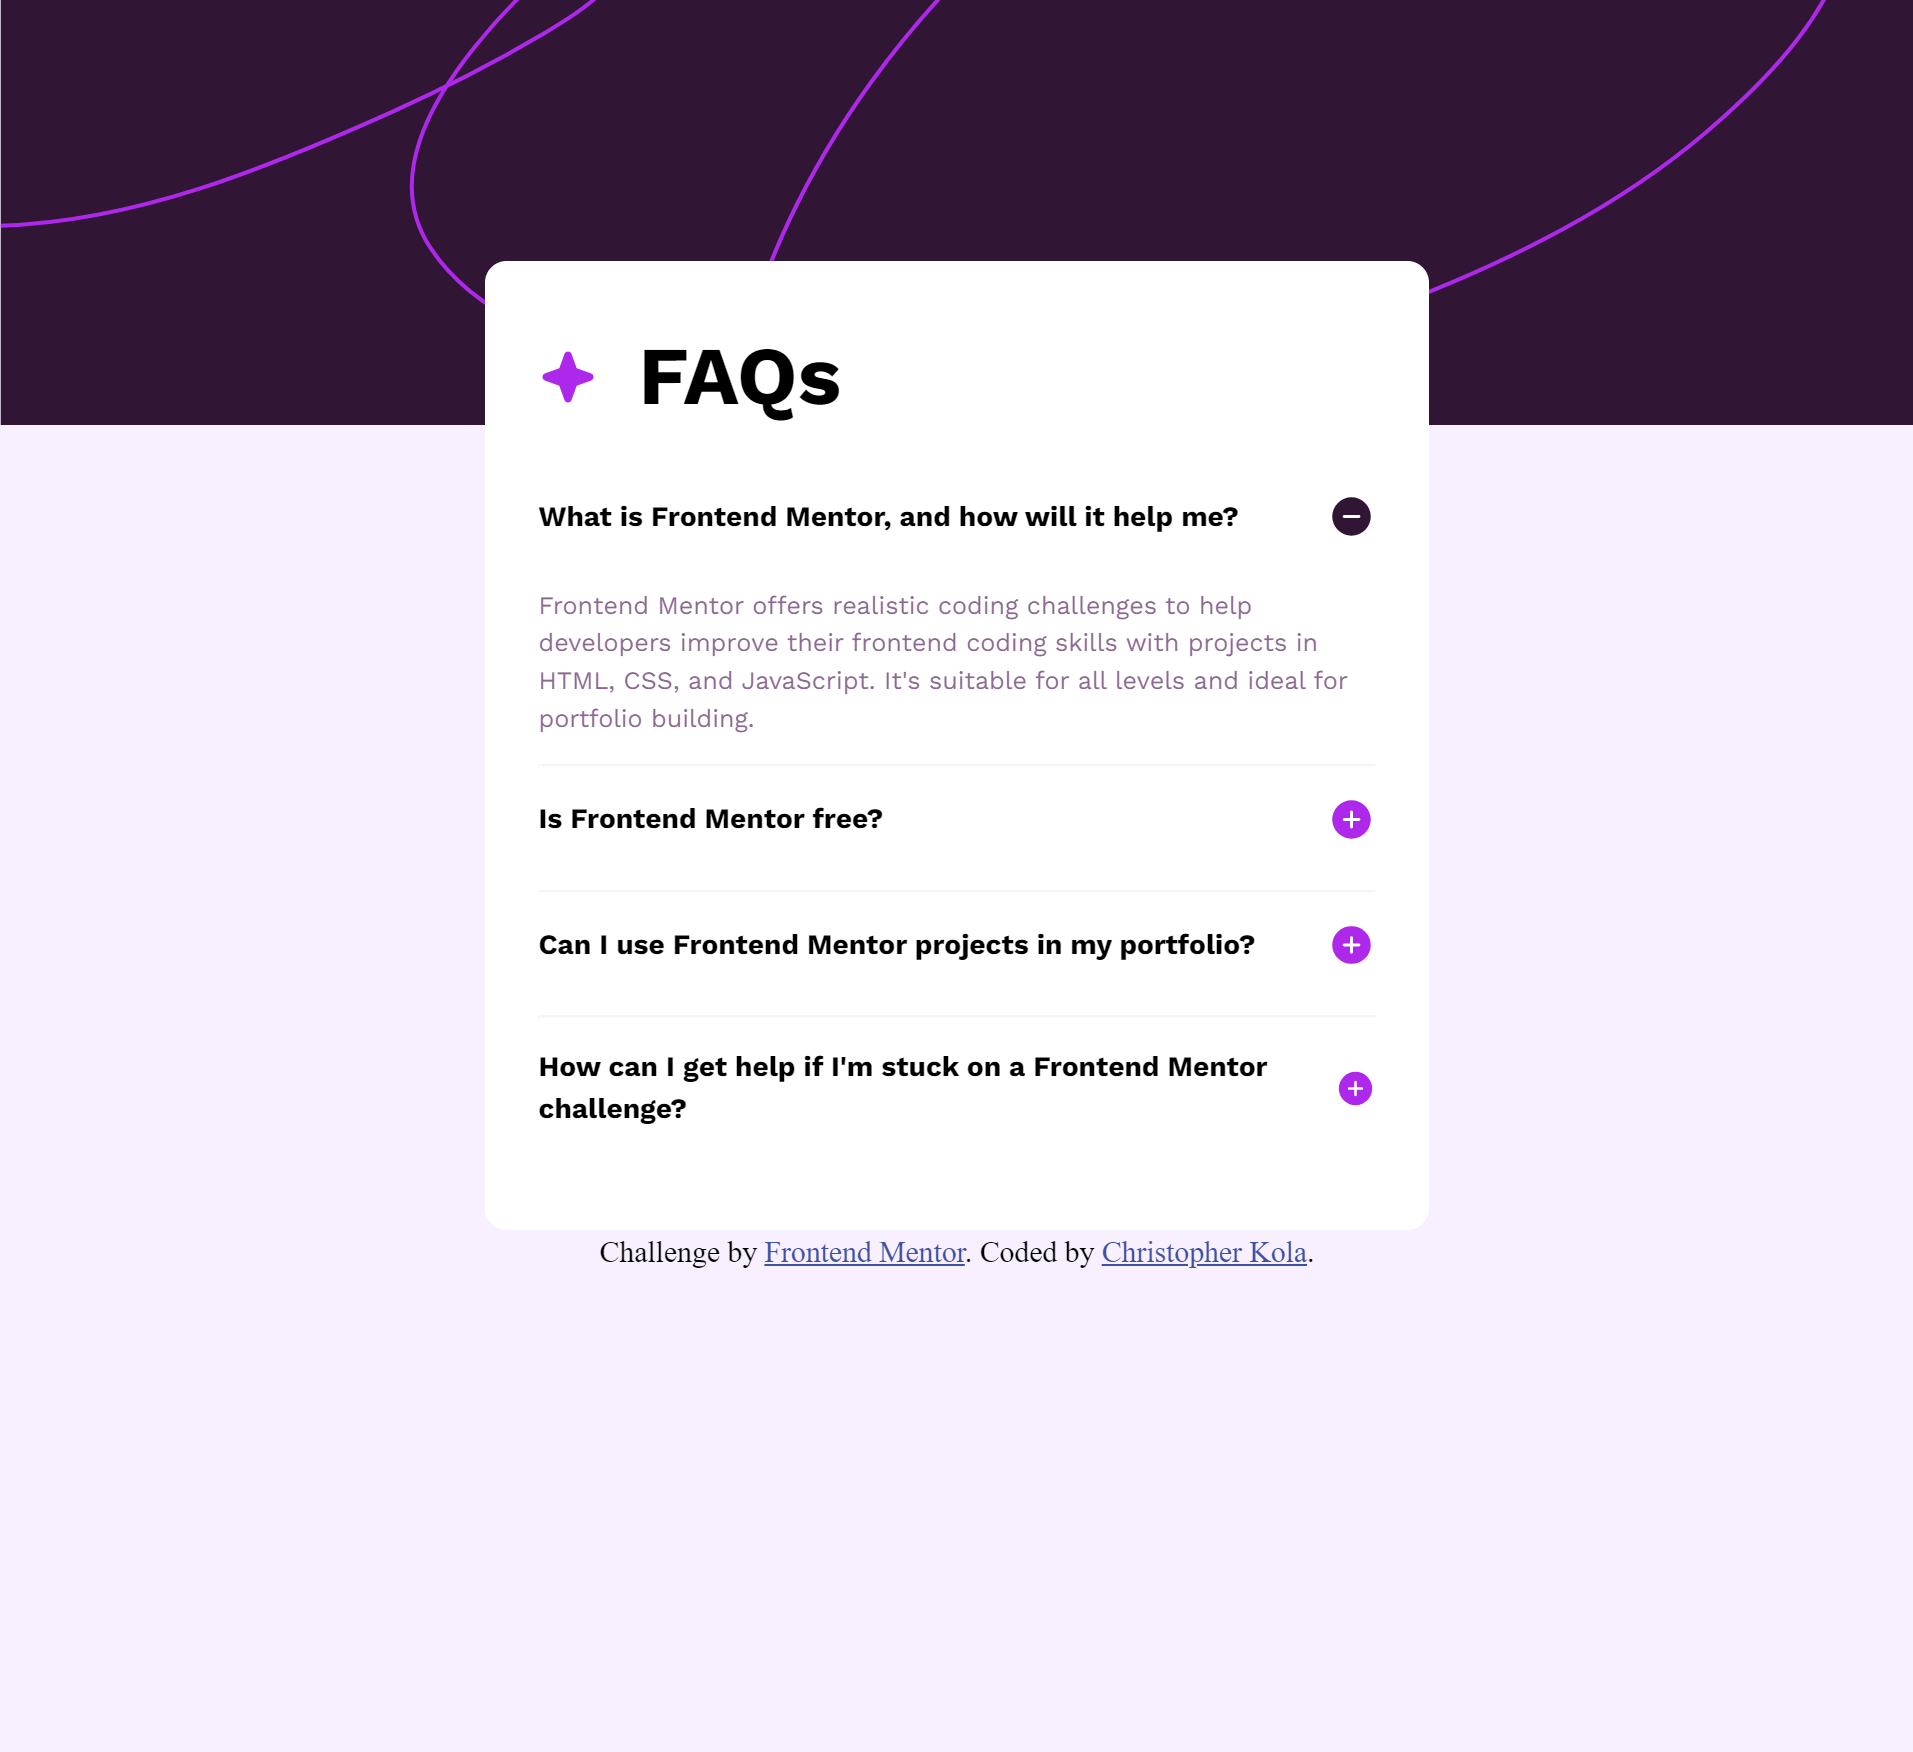 FAQs
What is Frontend Mentor, and how will it help me?
Frontend Mentor offers realistic coding challenges to help
developers improve their frontend coding skills with projects in
HTML, CSS, and JavaScript. It's suitable for all levels and ideal for
portfolio building.
Is Frontend Mentor free?
Can I use Frontend Mentor projects in my portfolio?
How can I get help if I'm stuck on a Frontend Mentor
challenge?
Challenge by Frontend Mentor. Coded by Christopher Kola.